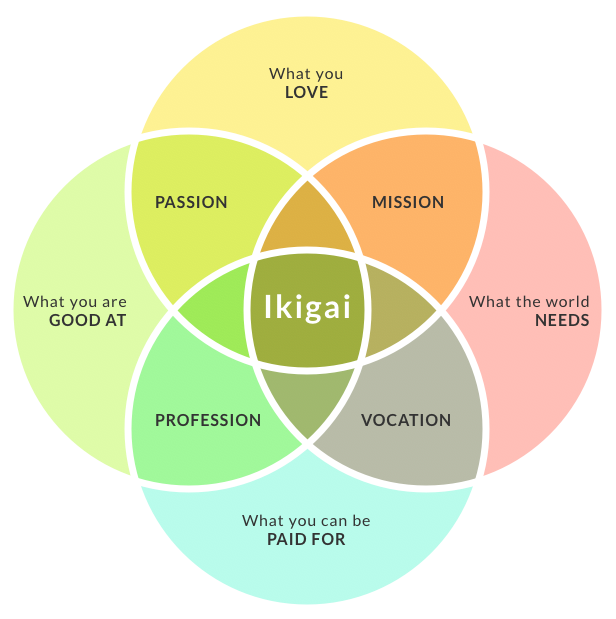 What you
LOVE
PASSION
MISSION
What you are
GOOD AT
Ikigai
What the world
NEEDS
PROFESSION
VOCATION
What you can be
PAID FOR